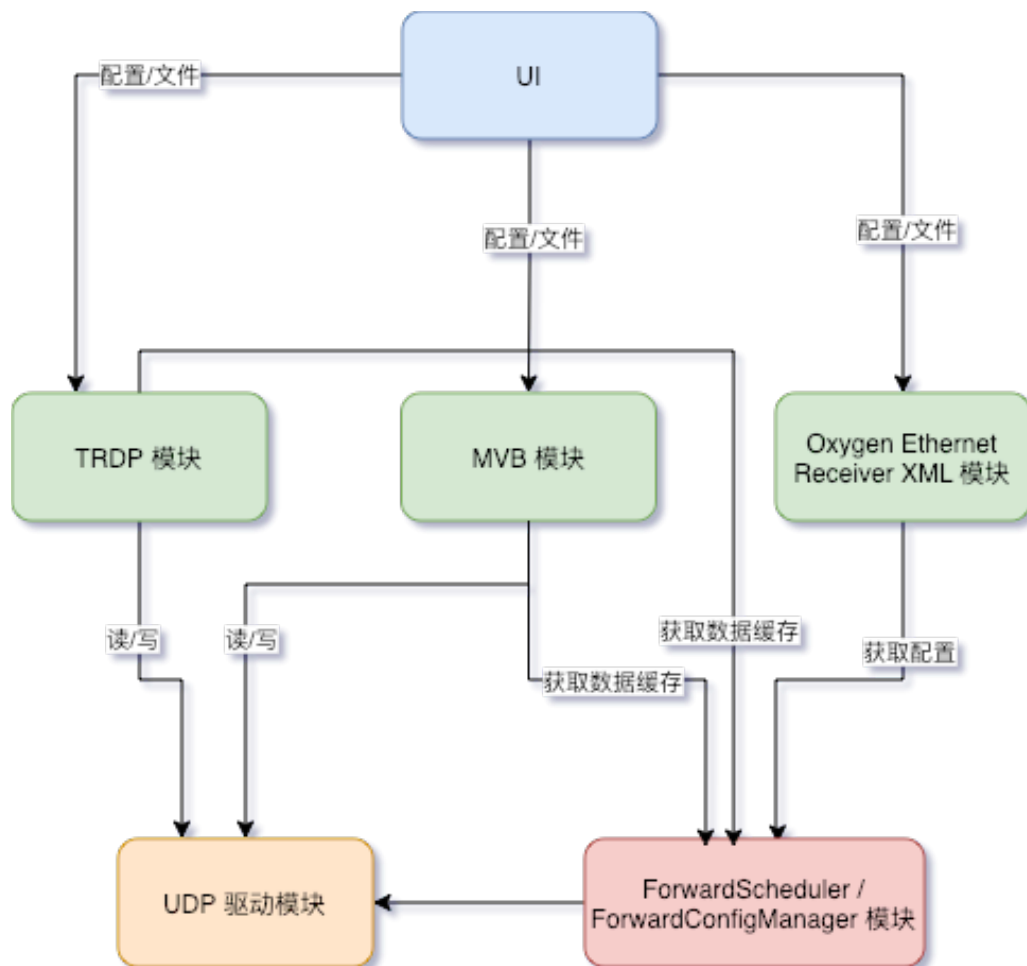 UI
配置/文件
配置/文件
配置/文件
TRDP 模块
MVB 模块
Oxygen Ethernet
Receiver XML 模块
读/写
读/写
获取数据缓存
获取配置
获取数据缓存
UDP 驱动模块
ForwardScheduler /
ForwardConfigManager 模块